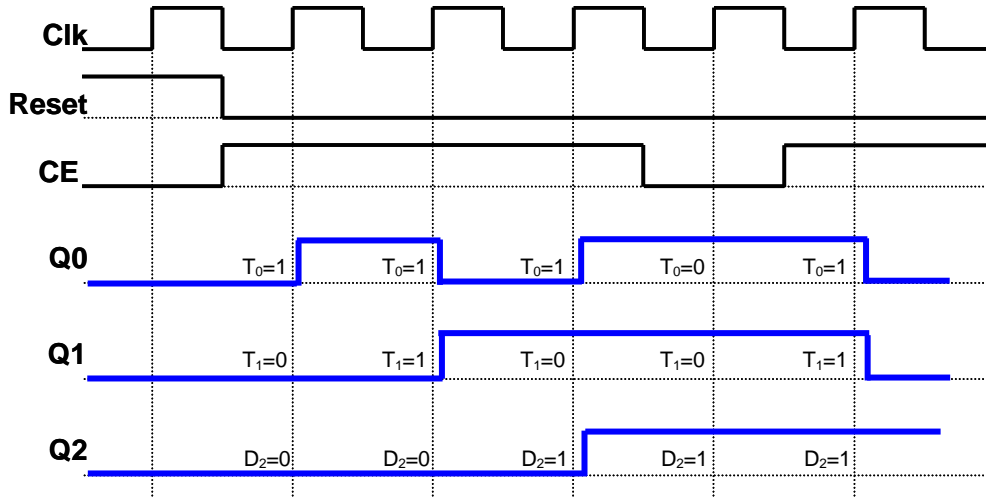 Clk
Reset
CE
Q0
T₀=1 T₀=1 T₀=1 T₀=0 T₀=1
Q1
T₁=0 T₁=1 T₁=0 T₁=0 T₁=1
Q2
D₂=0 D₂=0 D₂=1 D₂=1 D₂=1